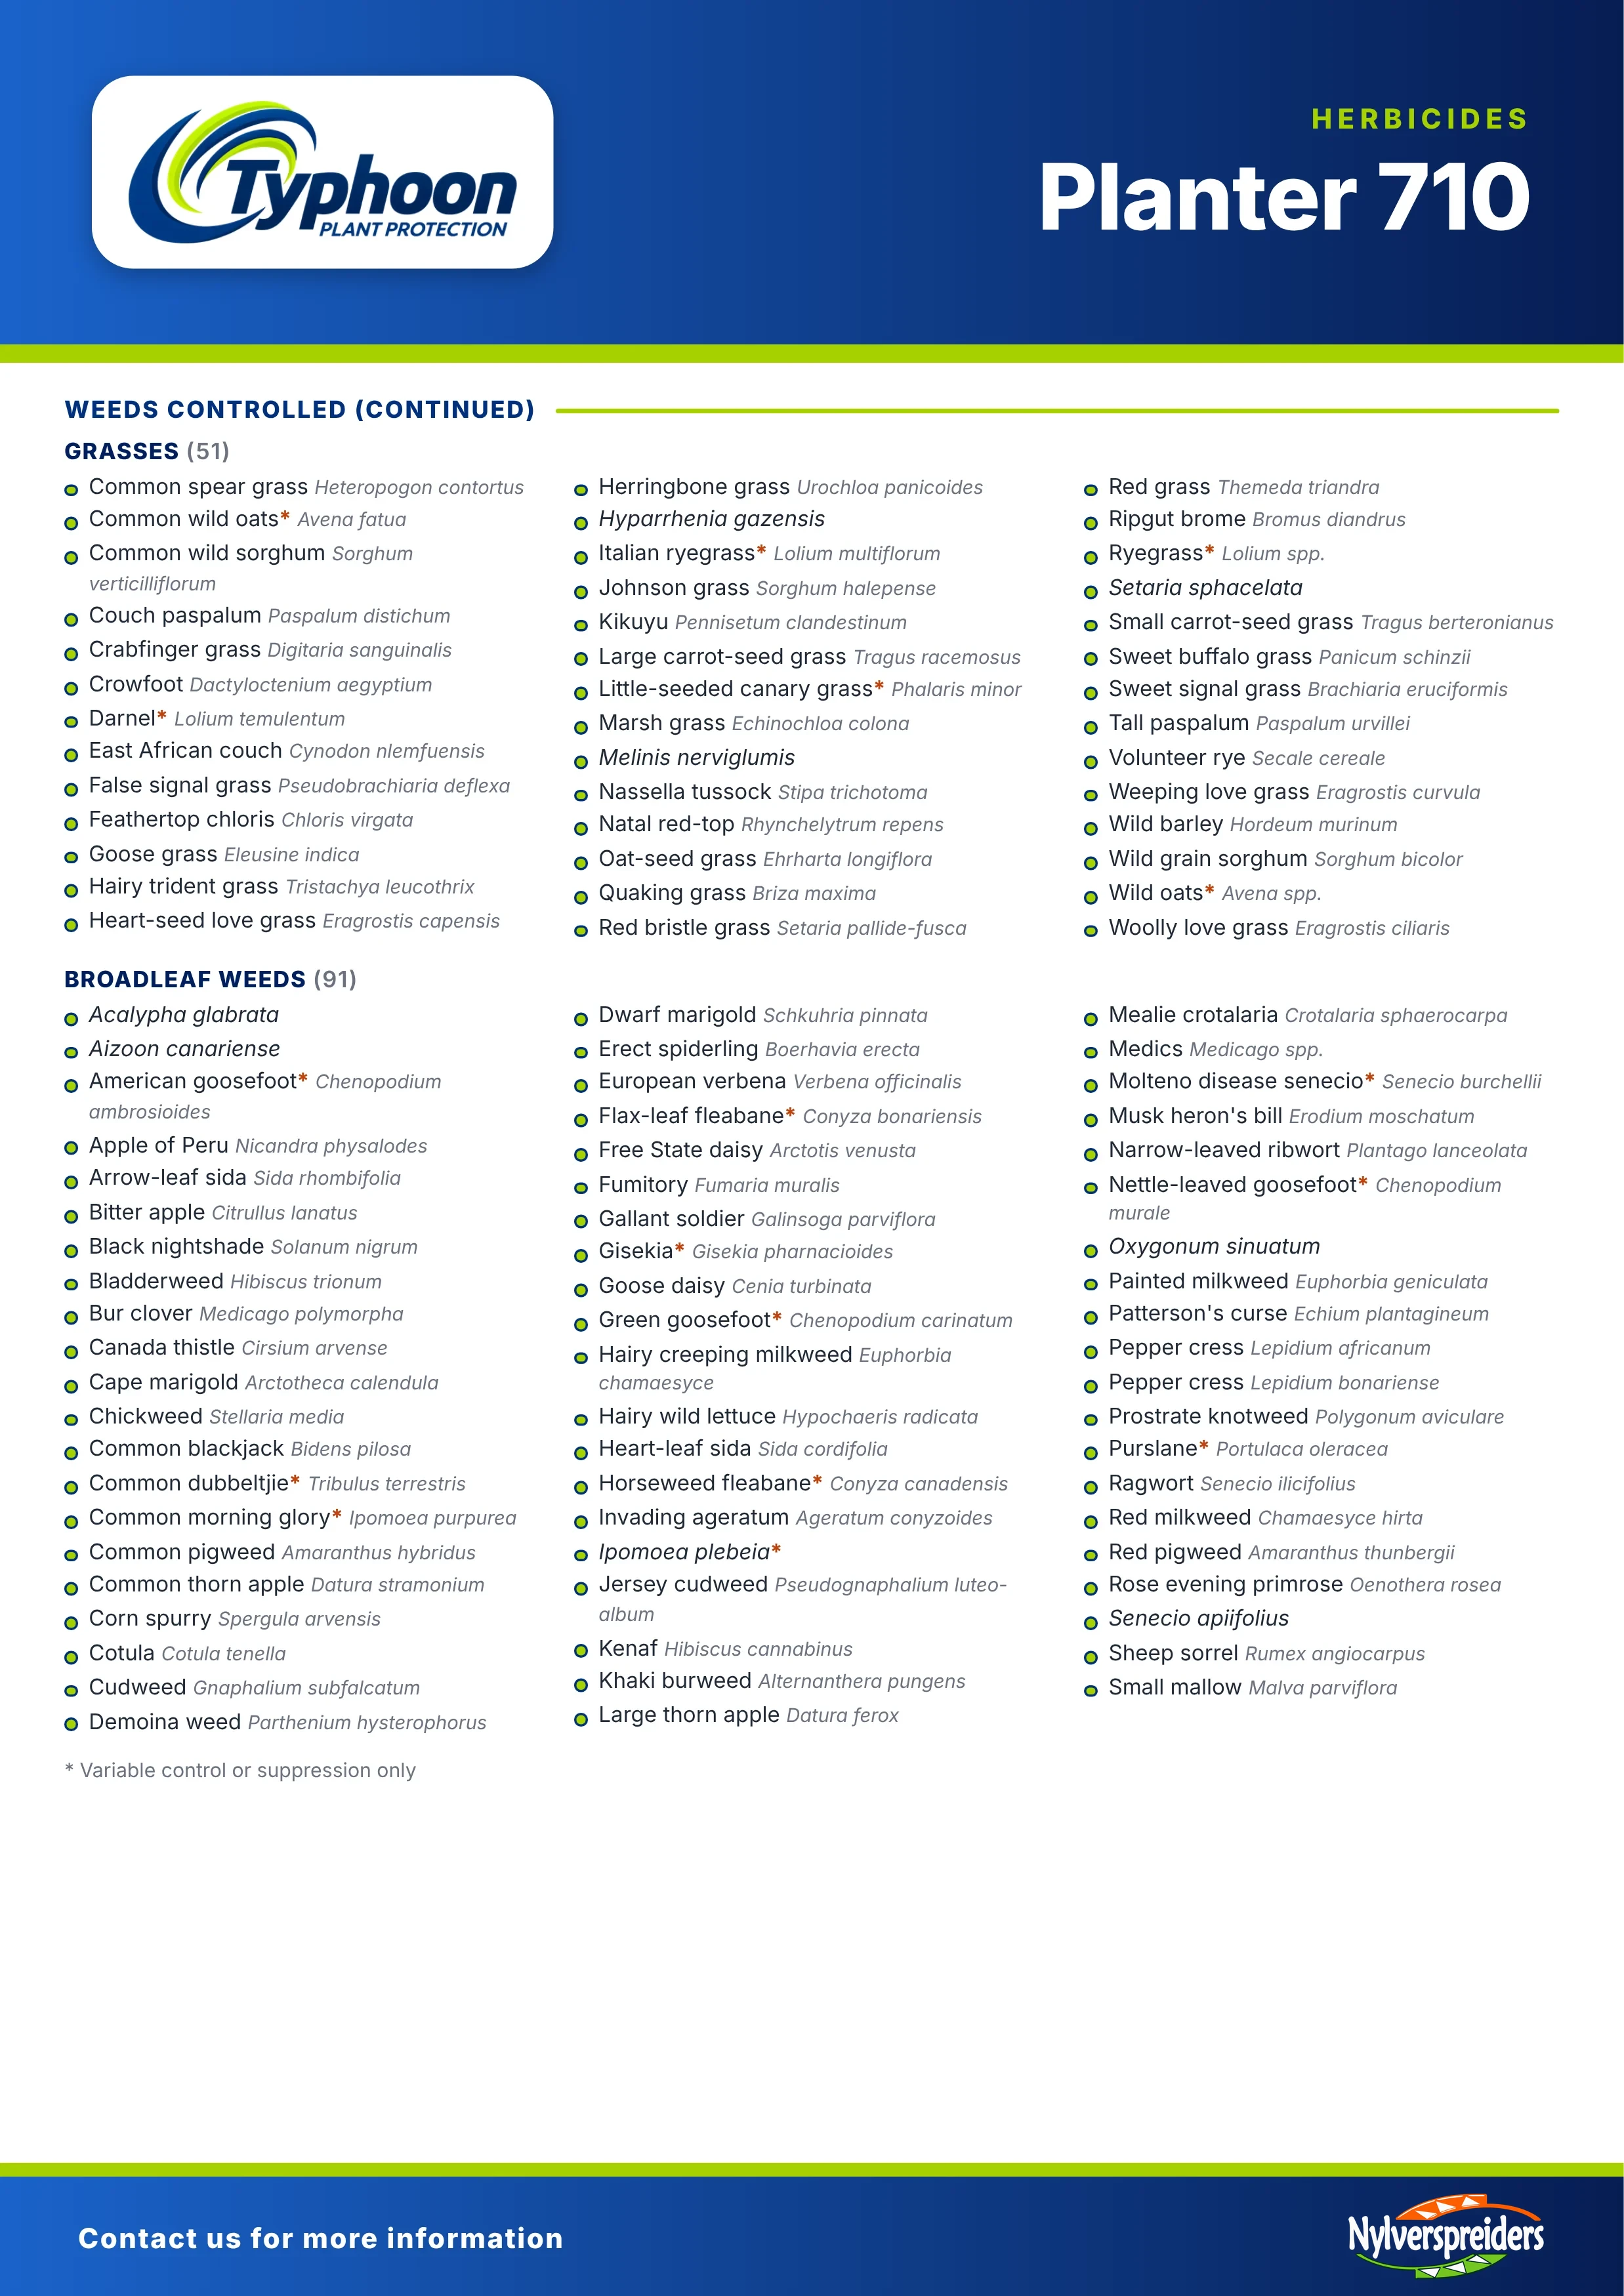 Typhoon
PLANT PROTECTION
HERBICIDES
Planter 710
WEEDS CONTROLLED (CONTINUED)
GRASSES (51)
Common spear grass Heteropogon contortus
Common wild oats* Avena fatua
Common wild sorghum Sorghum
verticilliflorum
Couch paspalum Paspalum distichum
Crabfinger grass Digitaria sanguinalis
Crowfoot Dactyloctenium aegyptium
Darnel* Lolium temulentum
East African couch Cynodon nlemfuensis
False signal grass Pseudobrachiaria deflexa
Feathertop chloris Chloris virgata
Goose grass Eleusine indica
Hairy trident grass Tristachya leucothrix
Heart-seed love grass Eragrostis capensis
Herringbone grass Urochloa panicoides
Hyparrhenia gazensis
Italian ryegrass* Lolium multiflorum
Johnson grass Sorghum halepense
Kikuyu Pennisetum clandestinum
Large carrot-seed grass Tragus racemosus
Little-seeded canary grass* Phalaris minor
Marsh grass Echinochloa colona
Melinis nerviglumis
Nassella tussock Stipa trichotoma
Natal red-top Rhynchelytrum repens
Oat-seed grass Ehrharta longiflora
Quaking grass Briza maxima
Red bristle grass Setaria pallide-fusca
Red grass Themeda triandra
Ripgut brome Bromus diandrus
Ryegrass* Lolium spp.
Setaria sphacelata
Small carrot-seed grass Tragus berteronianus
Sweet buffalo grass Panicum schinzii
Sweet signal grass Brachiaria eruciformis
Tall paspalum Paspalum urvillei
Volunteer rye Secale cereale
Weeping love grass Eragrostis curvula
Wild barley Hordeum murinum
Wild grain sorghum Sorghum bicolor
Wild oats* Avena spp.
Woolly love grass Eragrostis ciliaris
BROADLEAF WEEDS (91)
Acalypha glabrata
Aizoon canariense
American goosefoot* Chenopodium
ambrosioides
Apple of Peru Nicandra physalodes
Arrow-leaf sida Sida rhombifolia
Bitter apple Citrullus lanatus
Black nightshade Solanum nigrum
Bladderweed Hibiscus trionum
Bur clover Medicago polymorpha
Canada thistle Cirsium arvense
Cape marigold Arctotheca calendula
Chickweed Stellaria media
Common blackjack Bidens pilosa
Common dubbeltjie* Tribulus terrestris
Common morning glory* Ipomoea purpurea
Common pigweed Amaranthus hybridus
Common thorn apple Datura stramonium
Corn spurry Spergula arvensis
Cotula Cotula tenella
Cudweed Gnaphalium subfalcatum
Demoina weed Parthenium hysterophorus
Dwarf marigold Schkuhria pinnata
Erect spiderling Boerhavia erecta
European verbena Verbena officinalis
Flax-leaf fleabane* Conyza bonariensis
Free State daisy Arctotis venusta
Fumitory Fumaria muralis
Gallant soldier Galinsoga parviflora
Gisekia* Gisekia pharnacioides
Goose daisy Cenia turbinata
Green goosefoot* Chenopodium carinatum
Hairy creeping milkweed Euphorbia
chamaesyce
Hairy wild lettuce Hypochaeris radicata
Heart-leaf sida Sida cordifolia
Horseweed fleabane* Conyza canadensis
Invading ageratum Ageratum conyzoides
Ipomoea plebeia*
Jersey cudweed Pseudognaphalium luteo-
album
Kenaf Hibiscus cannabinus
Khaki burweed Alternanthera pungens
Large thorn apple Datura ferox
Mealie crotalaria Crotalaria sphaerocarpa
Medics Medicago spp.
Molteno disease senecio* Senecio burchellii
Musk heron's bill Erodium moschatum
Narrow-leaved ribwort Plantago lanceolata
Nettle-leaved goosefoot* Chenopodium
murale
Oxygonum sinuatum
Painted milkweed Euphorbia geniculata
Patterson's curse Echium plantagineum
Pepper cress Lepidium africanum
Pepper cress Lepidium bonariense
Prostrate knotweed Polygonum aviculare
Purslane* Portulaca oleracea
Ragwort Senecio ilicifolius
Red milkweed Chamaesyce hirta
Red pigweed Amaranthus thunbergii
Rose evening primrose Oenothera rosea
Senecio apiifolius
Sheep sorrel Rumex angiocarpus
Small mallow Malva parviflora
* Variable control or suppression only
Contact us for more information
Nylverspreiders